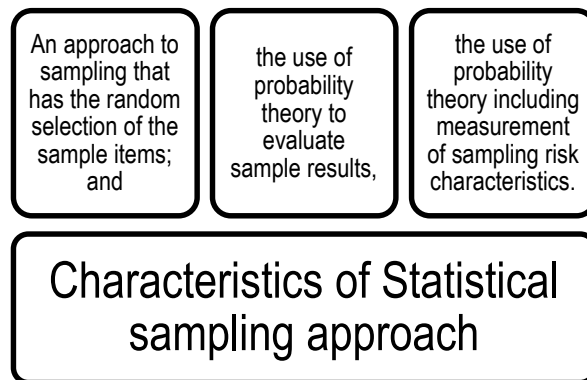 An approach to
sampling that
has the random
selection of the
sample items;
and
the use of
probability
theory to
evaluate
sample results,
the use of
probability
theory including
measurement
of sampling risk
characteristics.
Characteristics of Statistical
sampling approach